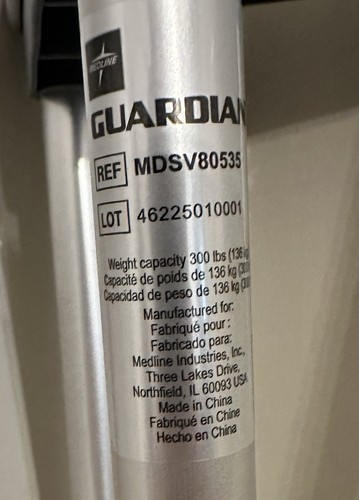 MEDLINE
GUARDIAN
REF MDSV80535
LOT 46225010001
Weight capacity 300 lbs (136 kg
Capacité de poids de 136 kg (300
Capacidad de peso de 136 kg (300
Manufactured for:
Fabriqué pour :
Fabricado para:
Medline Industries, Inc.,
Three Lakes Drive,
Northfield, IL 60093 USA
Made in China
Fabriqué en Chine
Hecho en China